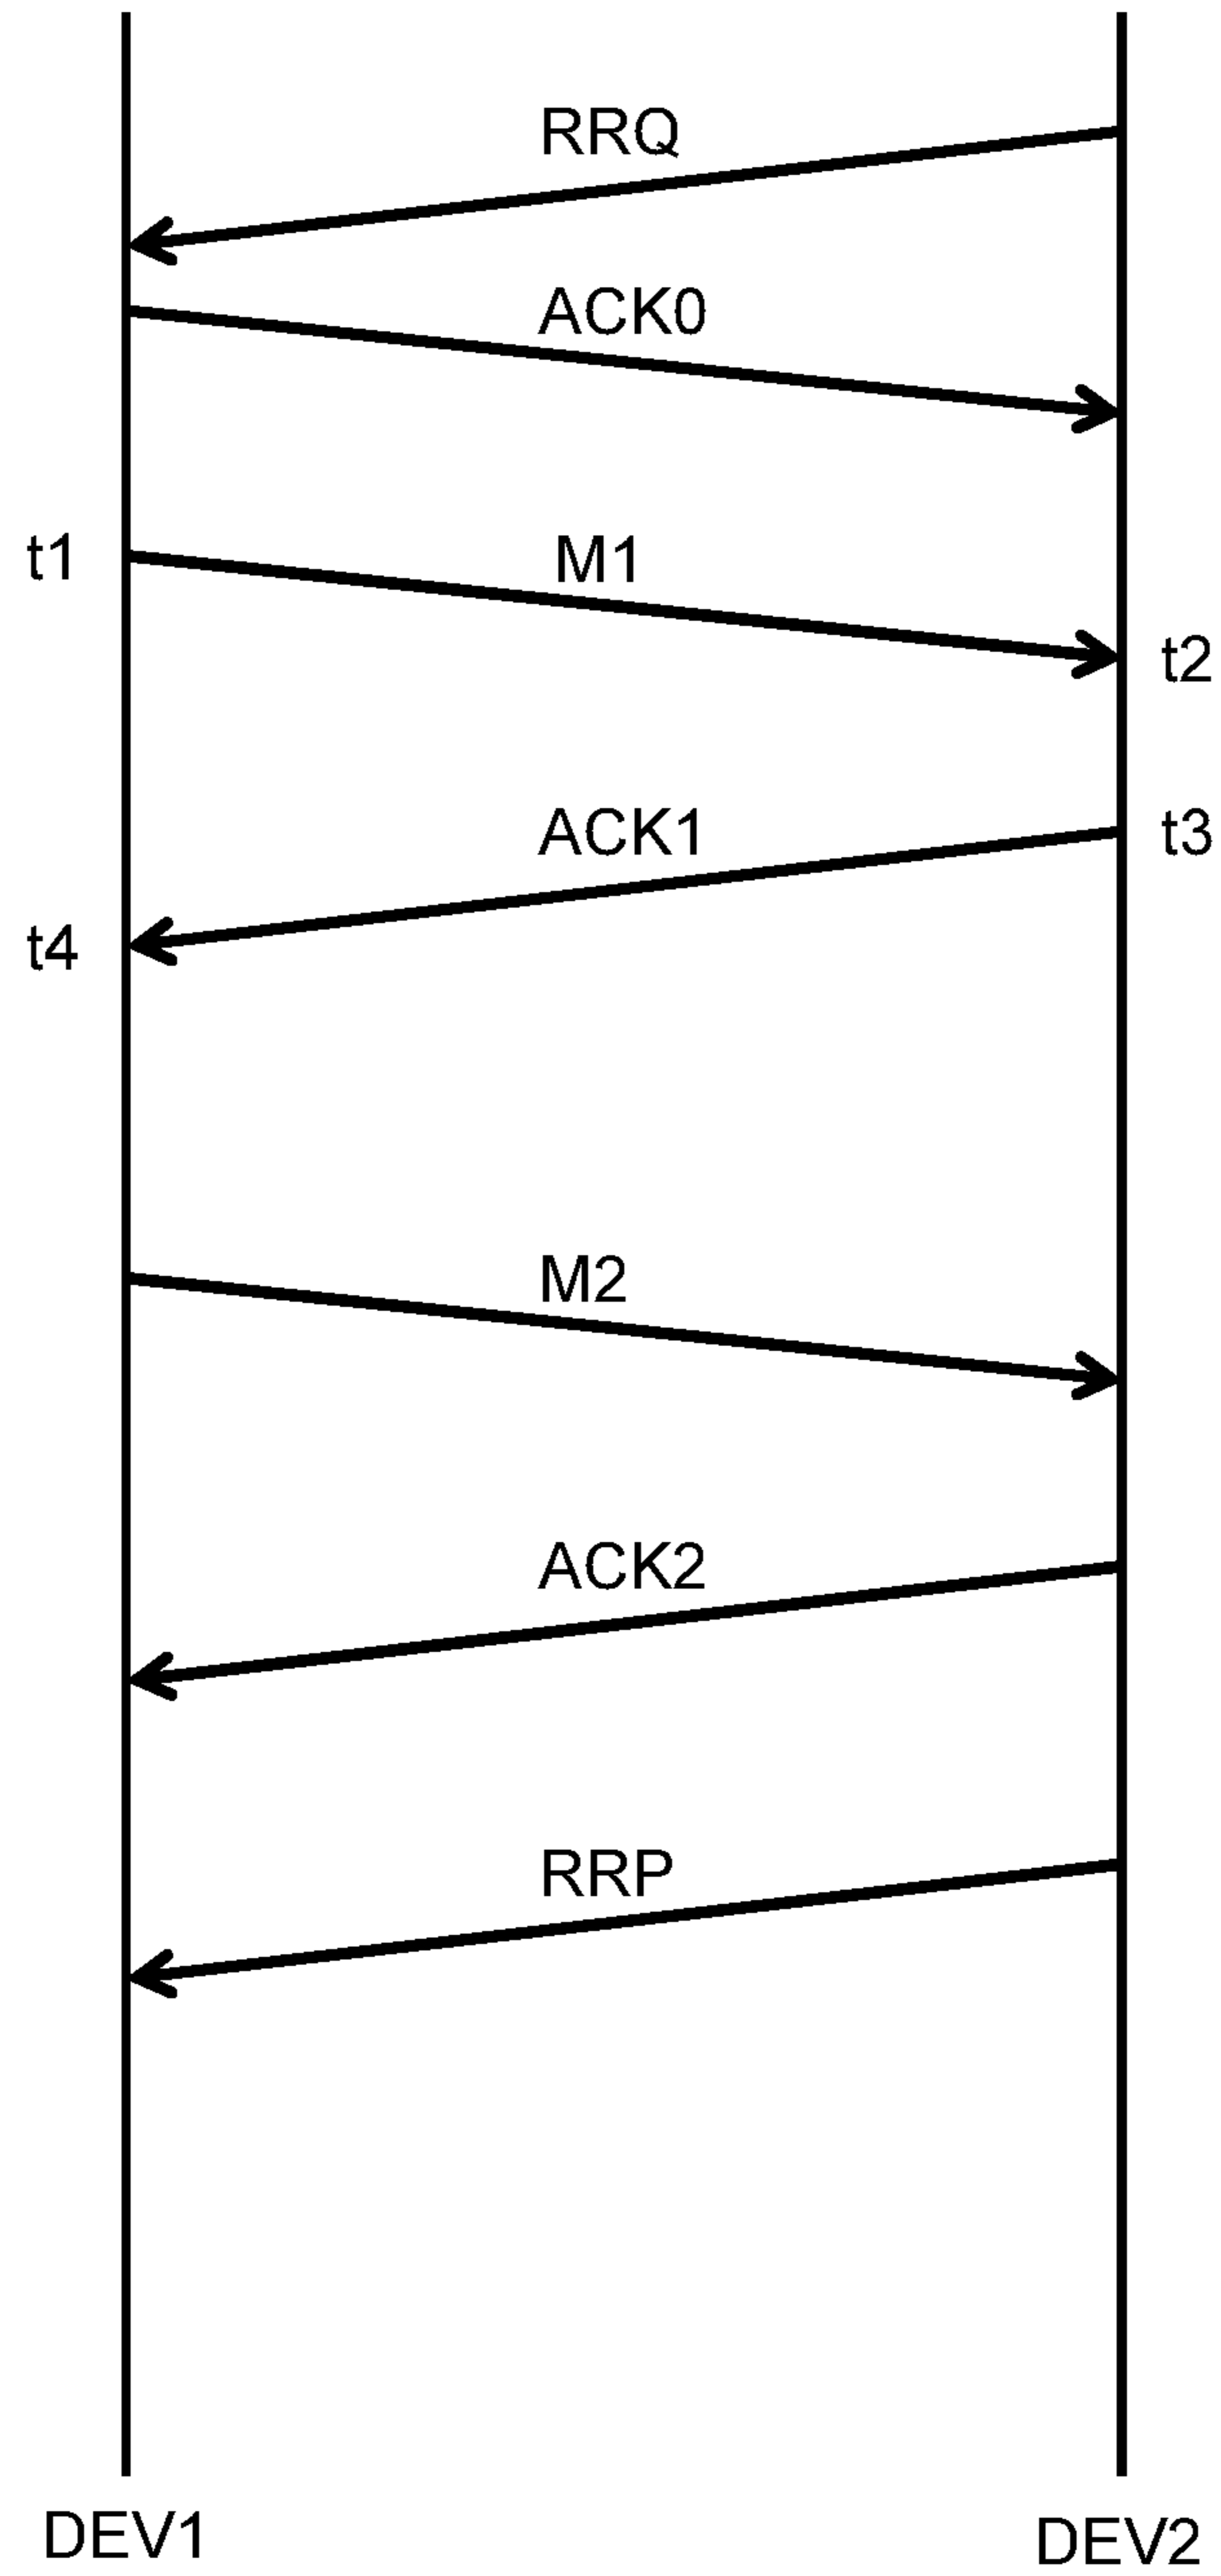 RRQ
ACK0
t1
M1
t2
ACK1
t3
t4
M2
ACK2
RRP
DEV1
DEV2